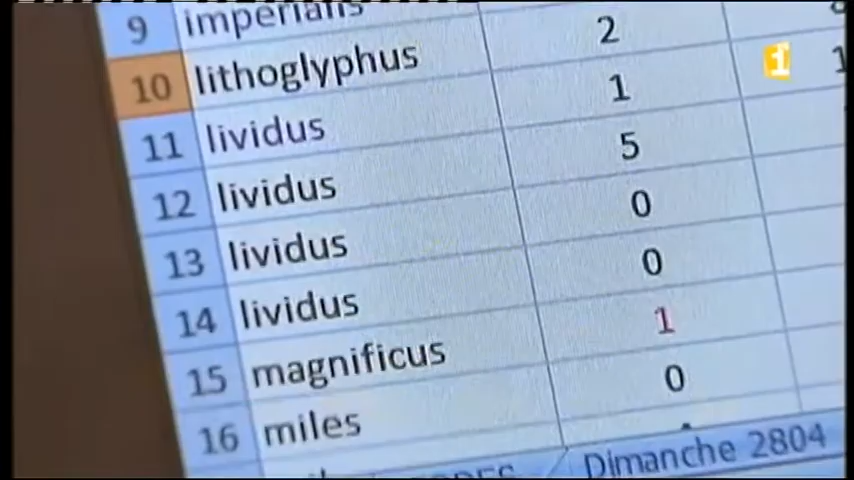 9 imperialis
10 lithoglyphus 2
11 lividus 1 1
12 lividus 5
13 lividus 0
14 lividus 0
15 magnificus 1
16 miles 0
Dimanche 2804
1